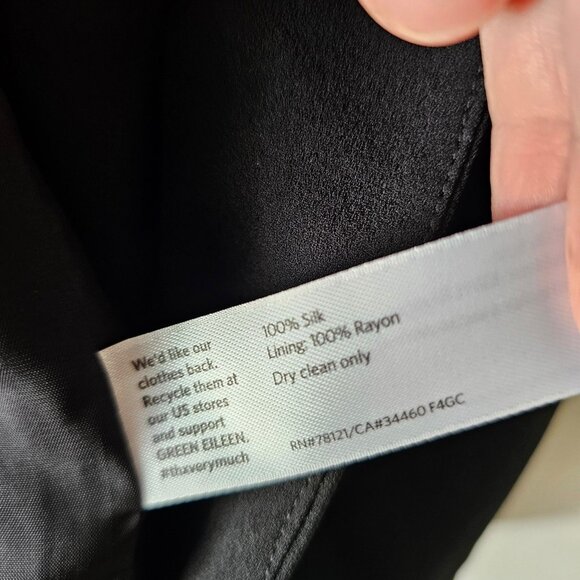 We'd like our
clothes back.
Recycle them at
our US stores
and support
GREEN EILEEN.
#thxverymuch
100% Silk
Lining: 100% Rayon
Dry clean only
RN#78121/CA#34460 F4GC